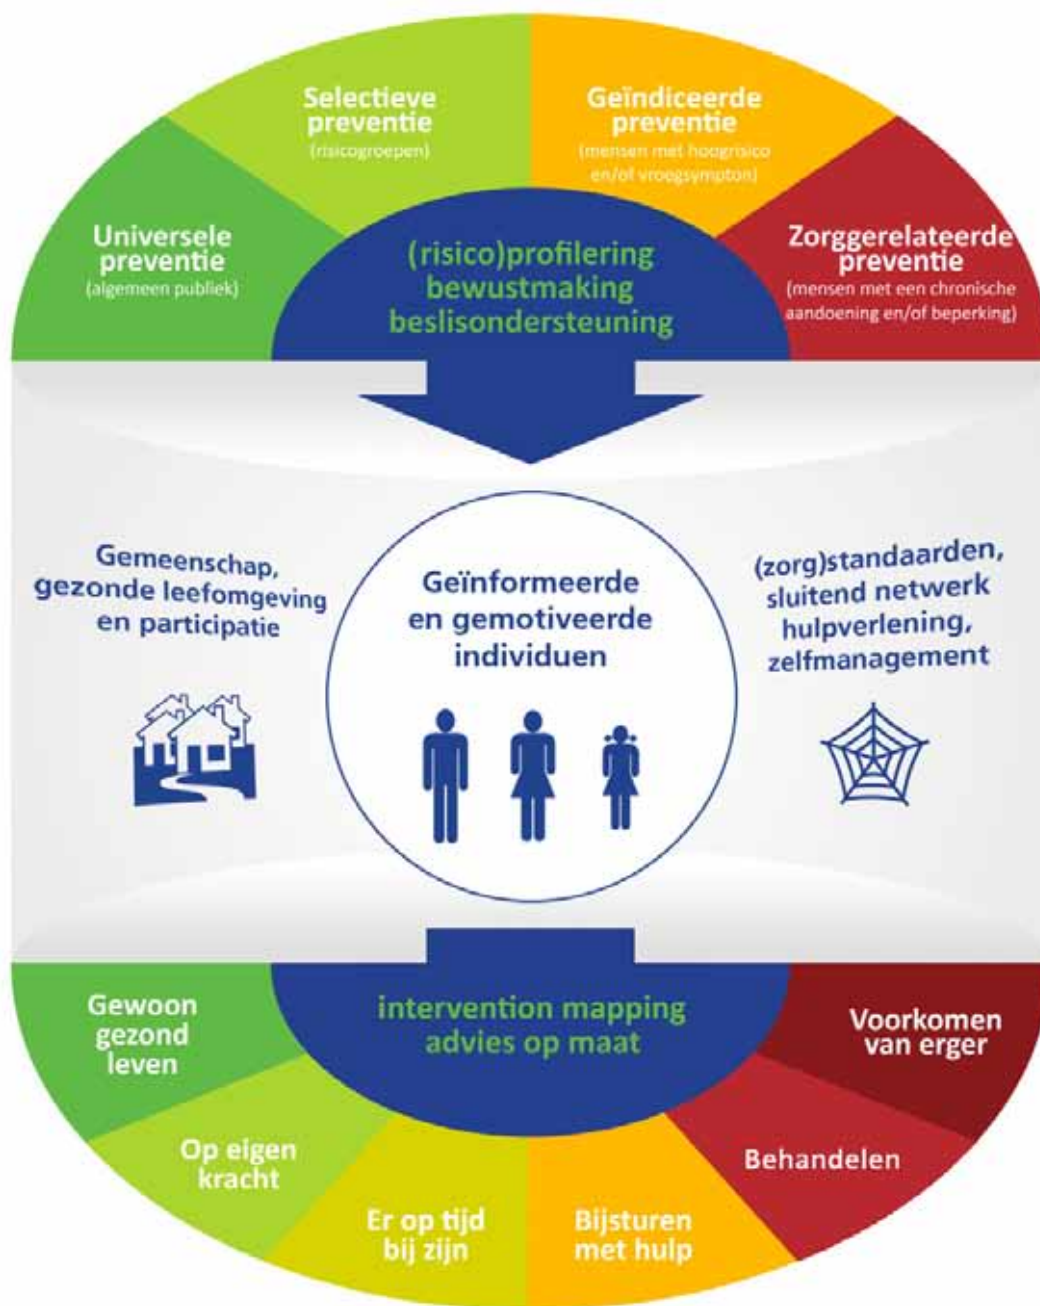 Selectieve
preventie
(risicogroepen)
Geïndiceerde
preventie
(mensen met hoogrisico
en/of vroegsympton)
Universele
preventie
(algemeen publiek)
Zorggerelateerde
preventie
(mensen met een chronische
aandoening en/of beperking)
(risico)profilering
bewustmaking
beslisondersteuning
Gemeenschap,
gezonde leefomgeving
en participatie
Geïnformeerde
en gemotiveerde
individuen
(zorg)standaarden,
sluitend netwerk
hulpverlening,
zelfmanagement
intervention mapping
advies op maat
Gewoon
gezond
leven
Op eigen
kracht
Er op tijd
bij zijn
Bijsturen
met hulp
Behandelen
Voorkomen
van erger